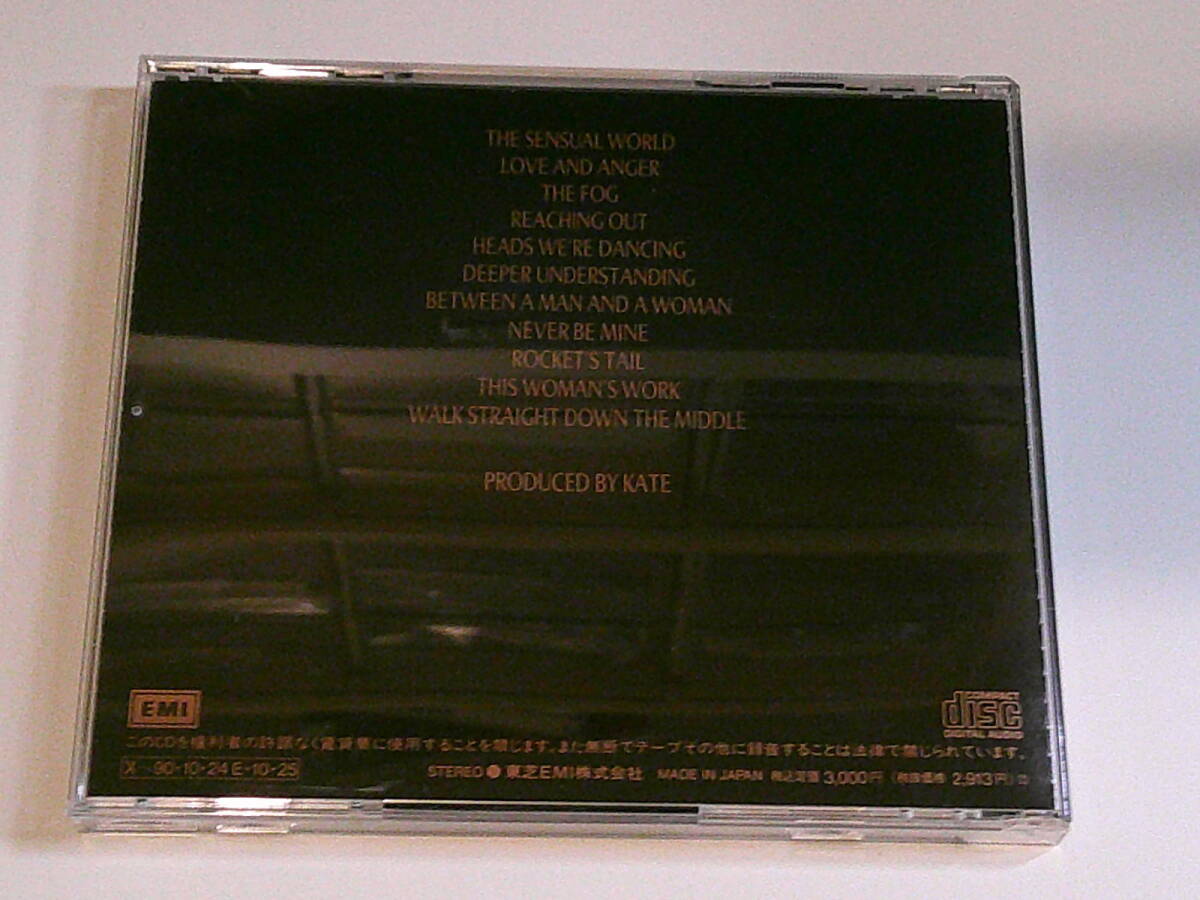 THE SENSUAL WORLD
LOVE AND ANGER
THE FOG
REACHING OUT
HEADS WE'RE DANCING
DEEPER UNDERSTANDING
BETWEEN A MAN AND A WOMAN
NEVER BE MINE
ROCKET'S TAIL
THIS WOMAN'S WORK
WALK STRAIGHT DOWN THE MIDDLE
PRODUCED BY KATE
EMI
COMPACT
disc
DIGITAL AUDIO
このCDを権利者の許諾なく賃貸業に使用することを禁じます。また無断でテープその他に録音することは法律で禁じられています。
X 90・10・24 E・10・25
STEREO 東芝EMI株式会社 MADE IN JAPAN 税込定価 3,000円 (税抜価格 2,913円)